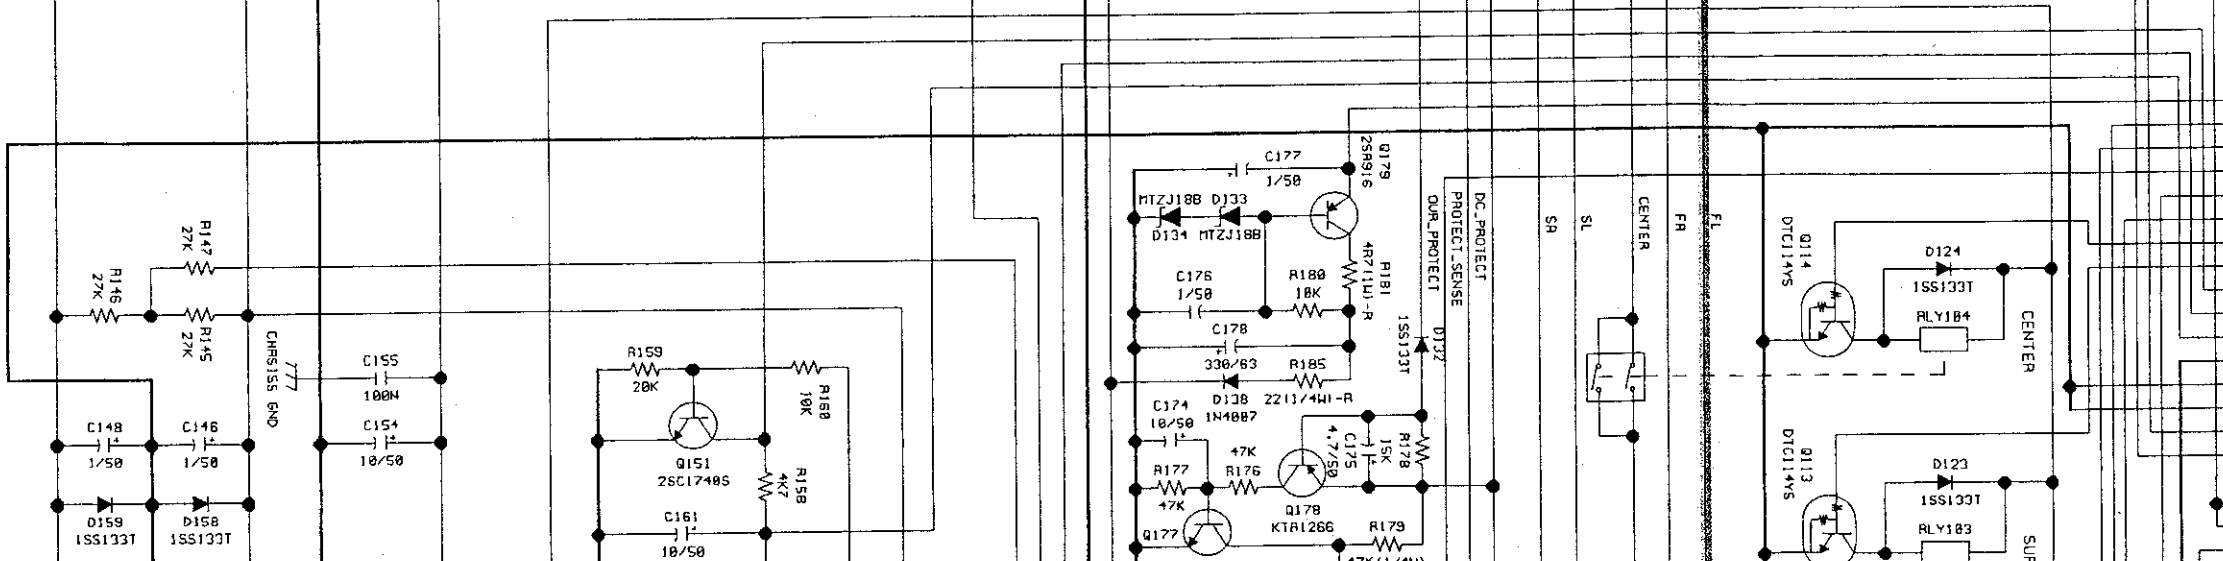 R147
27K
R146
27K
R145
27K
CHASISS GND
C155
100N
C148
1/50
C146
1/50
C154
10/50
D159
1SS133T
D158
1SS133T
R159
20K
R160
10K
Q151
2SC1740S
R158
4K7
C161
10/50
C177
1/50
Q179
2SA916
MTZJ18B
D133
D134
MTZJ18B
C176
1/50
R180
10K
R181
4R7(1W)-R
C178
330/63
R185
22(1/4W)-R
D138
1N4007
C174
10/50
R177
47K
47K
R176
C175
4.7/50
R178
15K
Q178
KTA1266
Q177
R179
47K(1/4W)
D132
1SS133T
OUR_PROTECT
PROTECT_SENSE
DC_PROTECT
SR
SL
CENTER
FR
FL
Q114
DTC114YS
D124
1SS133T
RLY104
CENTER
Q113
DTC114YS
D123
1SS133T
RLY103